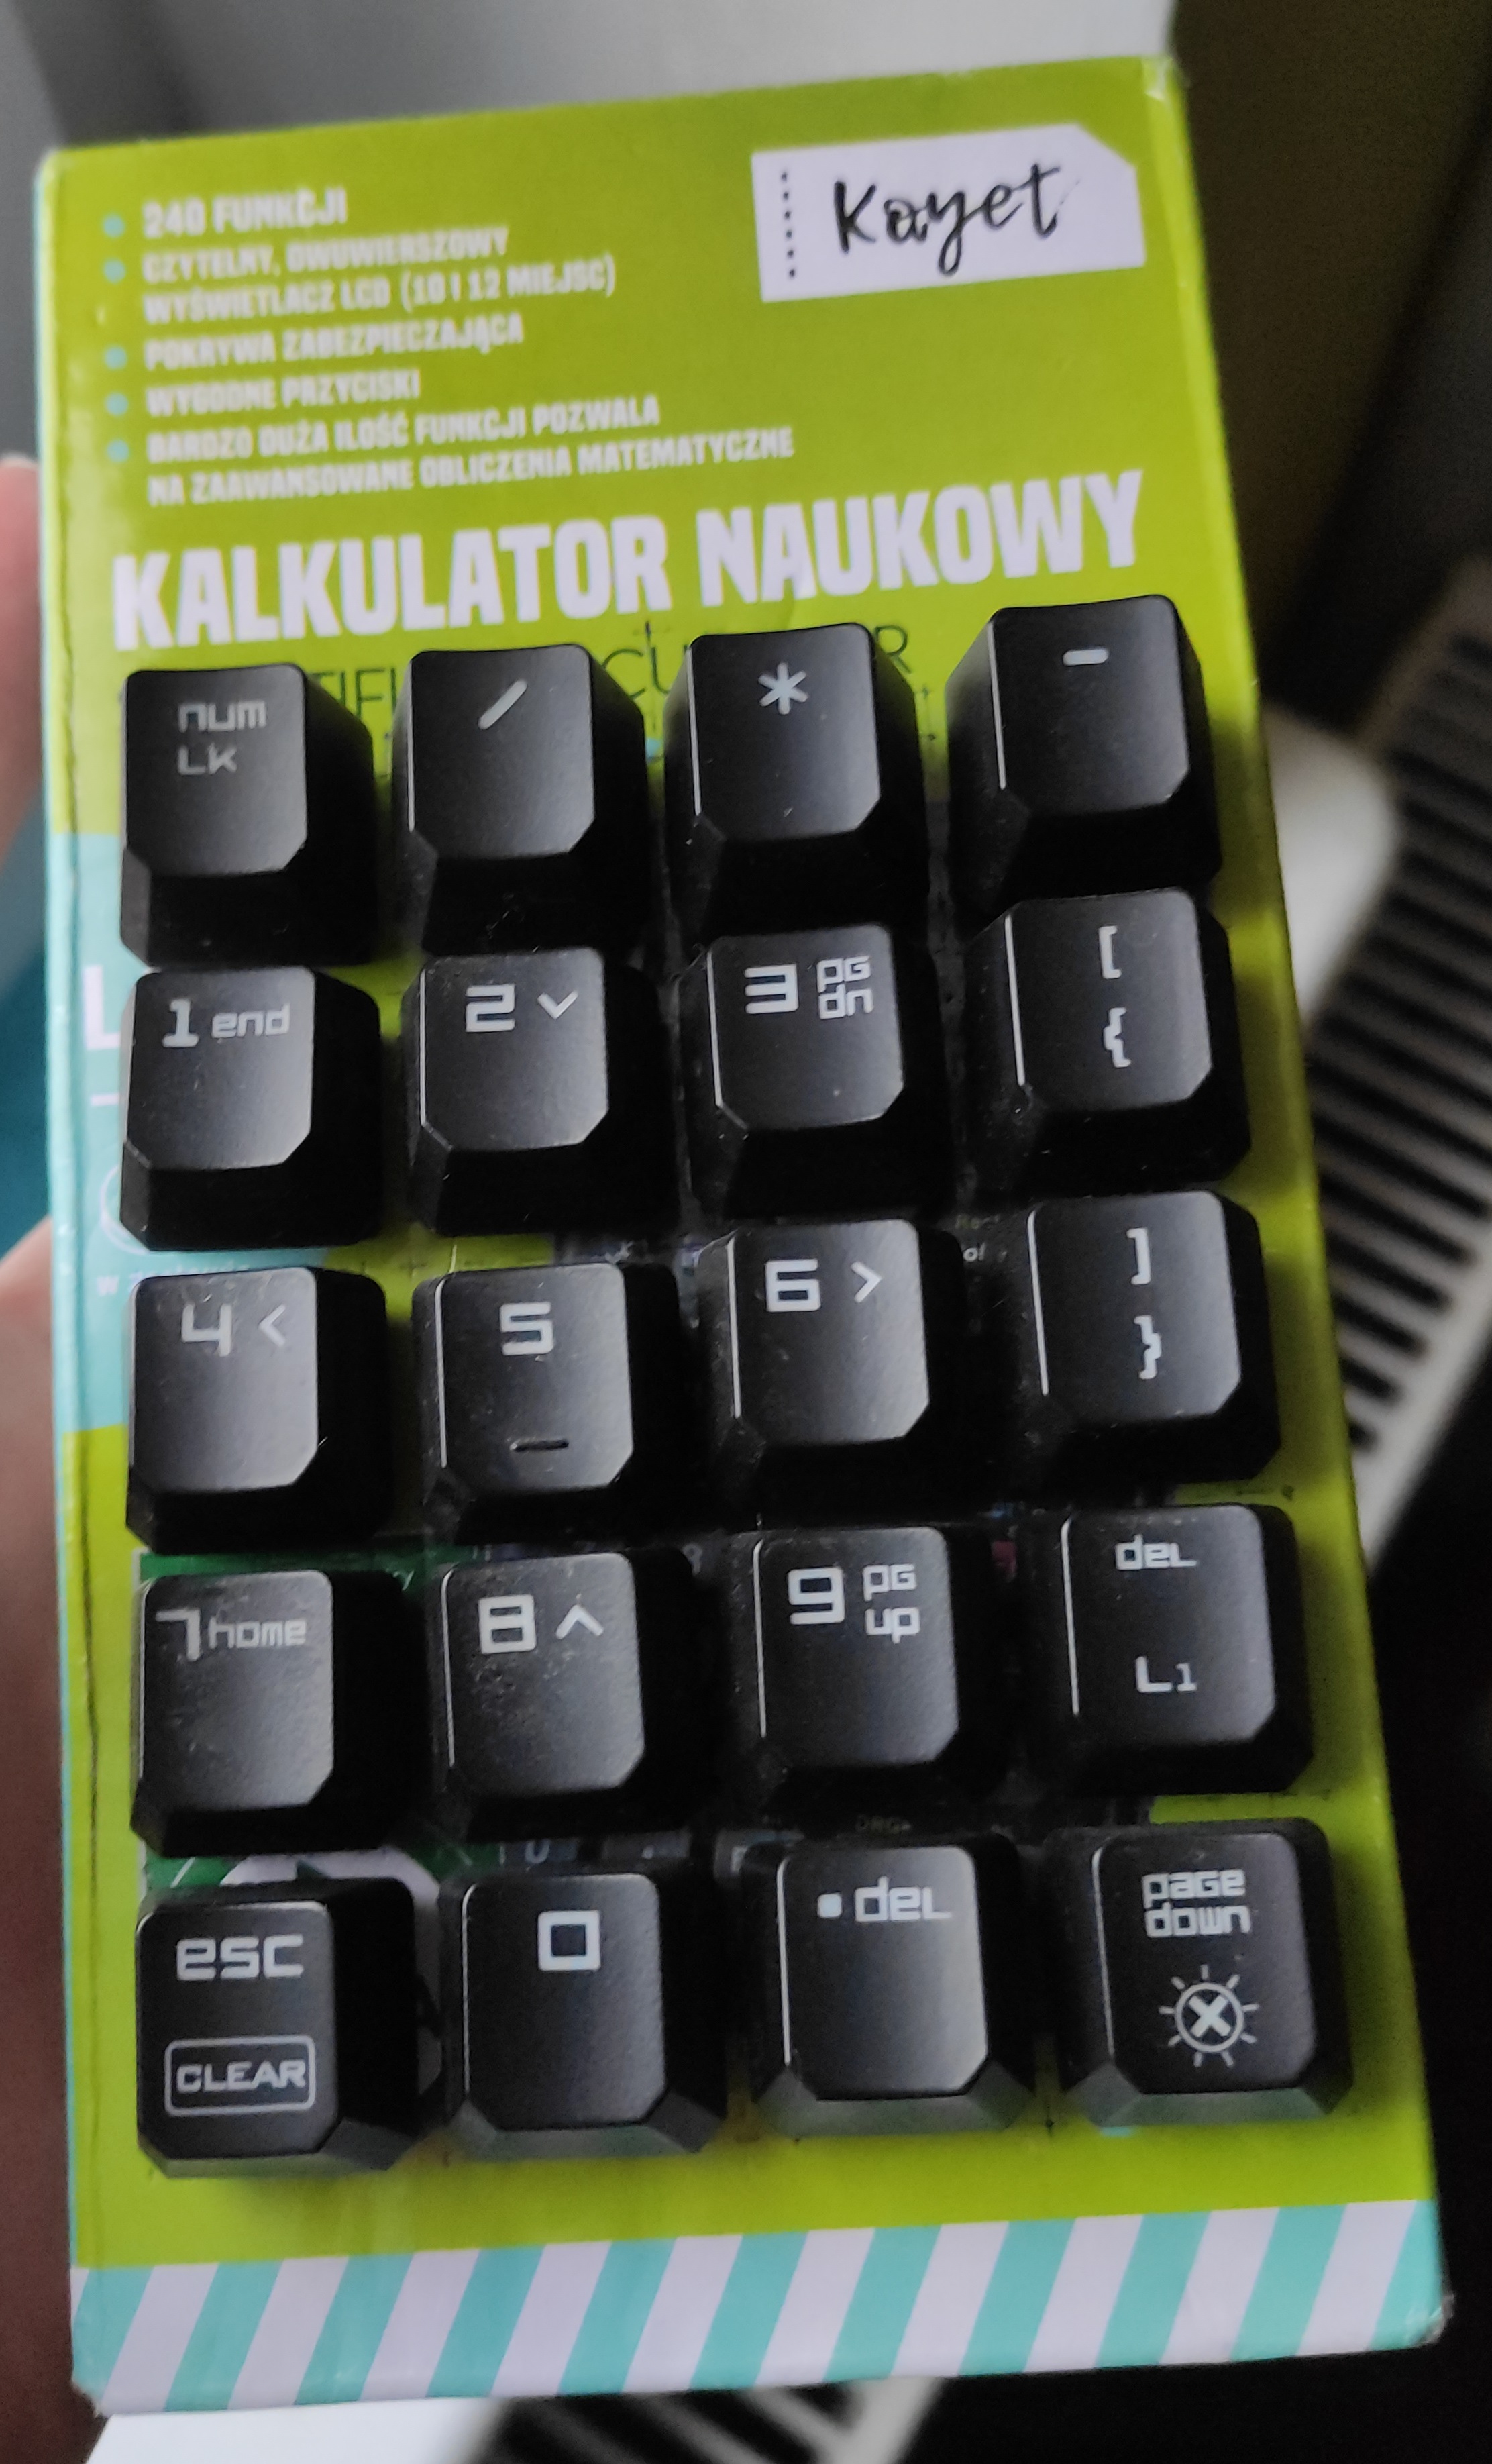 240 FUNKCJI
CZYTELNY, DWUWIERSZOWY
WYŚWIETLACZ LCD (10 I 12 MIEJSC)
POKRYWA ZABEZPIECZAJĄCA
WYGODNE PRZYCISKI
BARDZO DUŻA ILOŚĆ FUNKCJI POZWALA
NA ZAAWANSOWANE OBLICZENIA MATEMATYCZNE
Kayet
KALKULATOR NAUKOWY
num / * -
Lk
1 end 2 ˅ 3 pg dn [ {
4 < 5 6 > ] }
7 home 8 ^ 9 pg up del L1
esc 0 . del page down
CLEAR